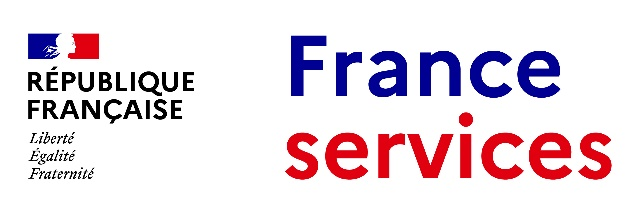 RÉPUBLIQUE
FRANÇAISE
Liberté
Égalité
Fraternité
France
services